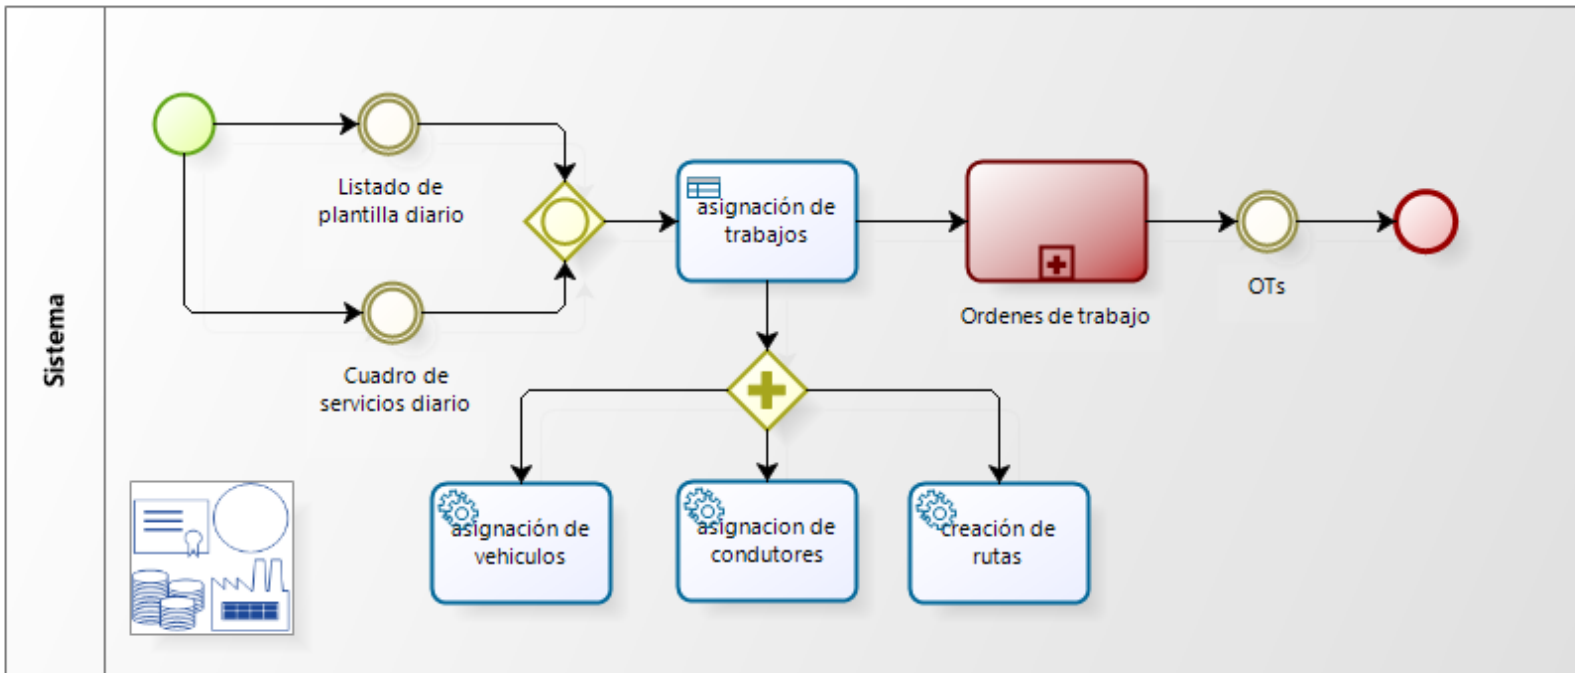 Sistema
Listado de
plantilla diario
Cuadro de
servicios diario
asignación de
trabajos
Ordenes de trabajo
OTs
asignación de
vehiculos
asignacion de
condutores
creación de
rutas